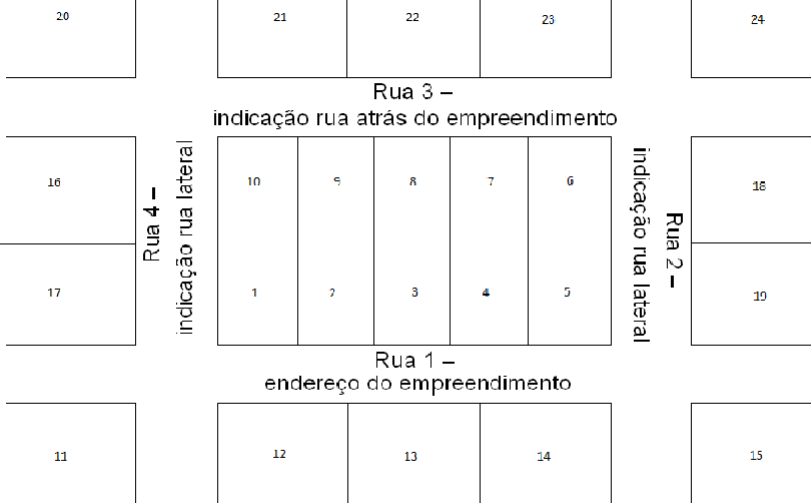 20 21 22 23 24
Rua 3 –
indicação rua atrás do empreendimento
16 10 9 8 7 6 18
Rua 4 –
indicação rua lateral
indicação rua lateral
Rua 2 –
17 1 2 3 4 5 19
Rua 1 –
endereço do empreendimento
11 12 13 14 15